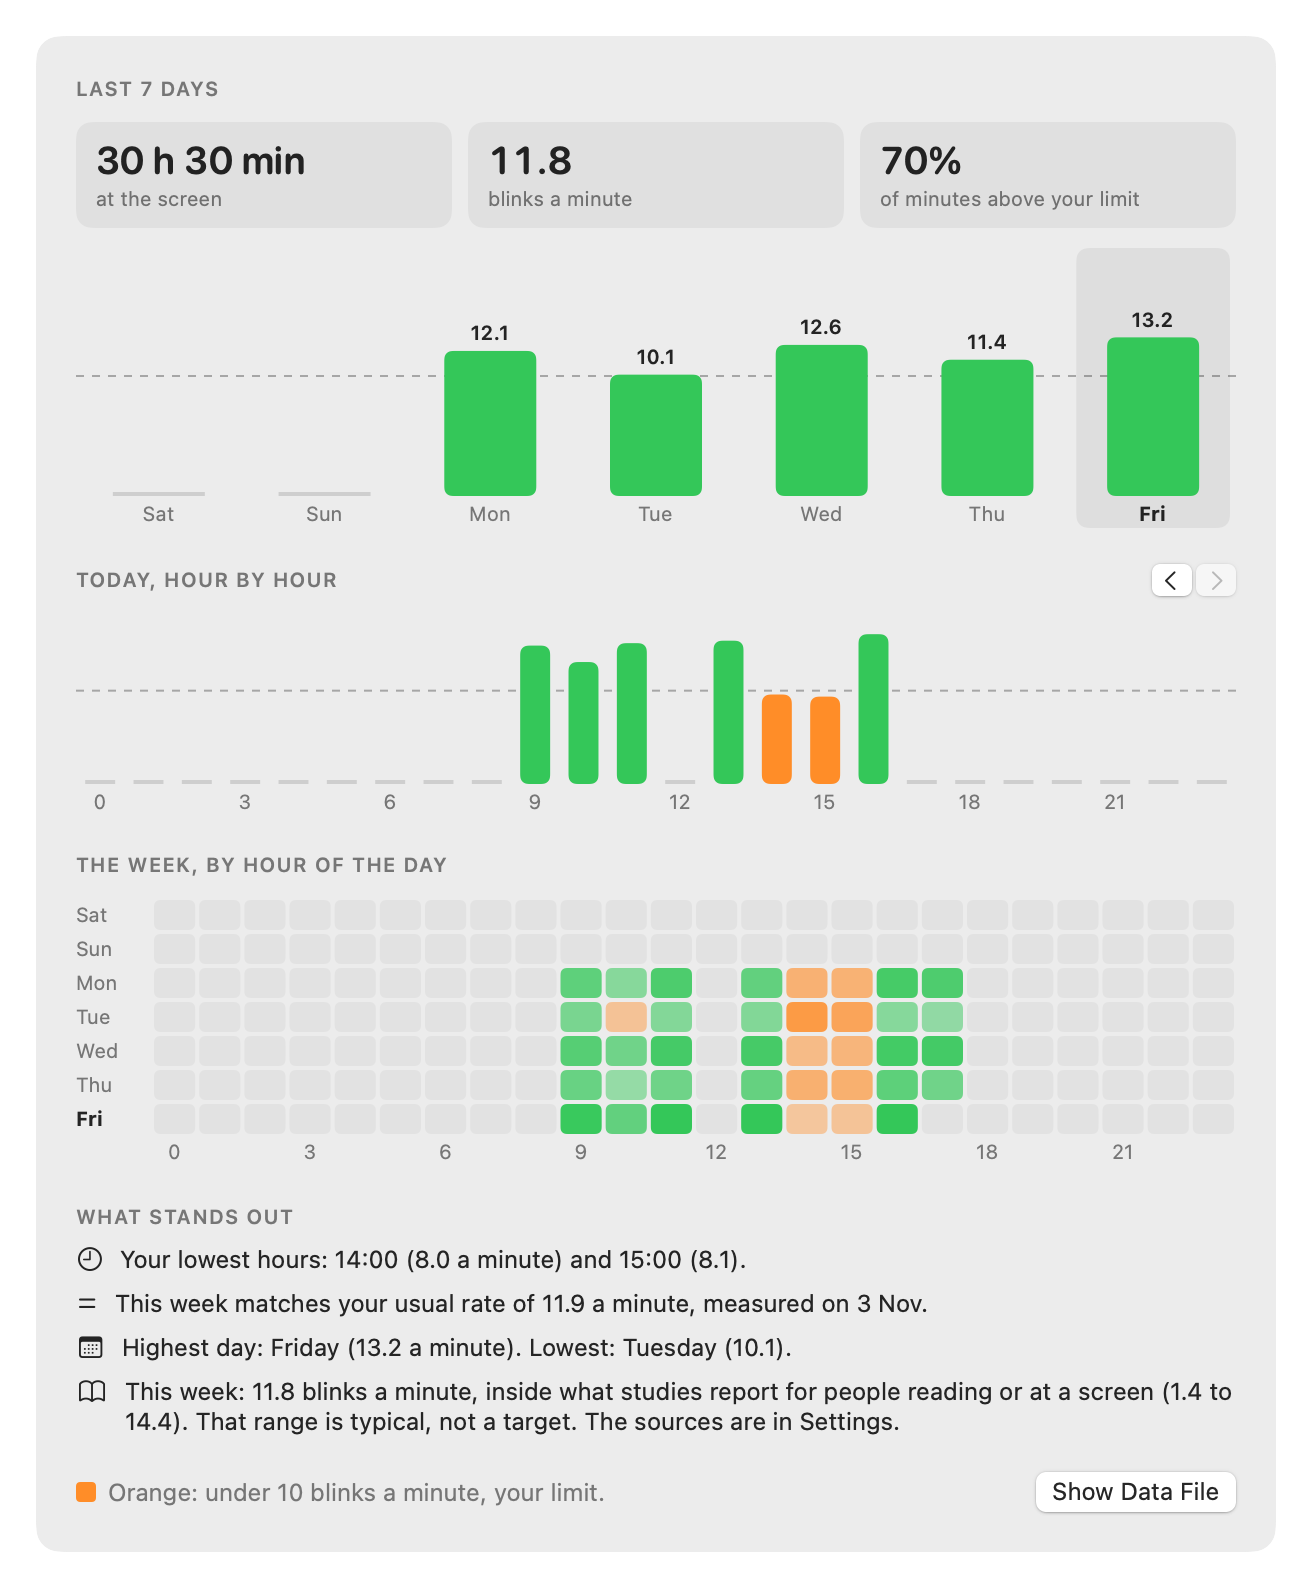 LAST 7 DAYS
30 h 30 min
at the screen
11.8
blinks a minute
70%
of minutes above your limit
12.1
10.1
12.6
11.4
13.2
Sat
Sun
Mon
Tue
Wed
Thu
Fri
TODAY, HOUR BY HOUR
0
3
6
9
12
15
18
21
THE WEEK, BY HOUR OF THE DAY
Sat
Sun
Mon
Tue
Wed
Thu
Fri
0
3
6
9
12
15
18
21
WHAT STANDS OUT
Your lowest hours: 14:00 (8.0 a minute) and 15:00 (8.1).
This week matches your usual rate of 11.9 a minute, measured on 3 Nov.
Highest day: Friday (13.2 a minute). Lowest: Tuesday (10.1).
This week: 11.8 blinks a minute, inside what studies report for people reading or at a screen (1.4 to
14.4). That range is typical, not a target. The sources are in Settings.
Orange: under 10 blinks a minute, your limit.
Show Data File